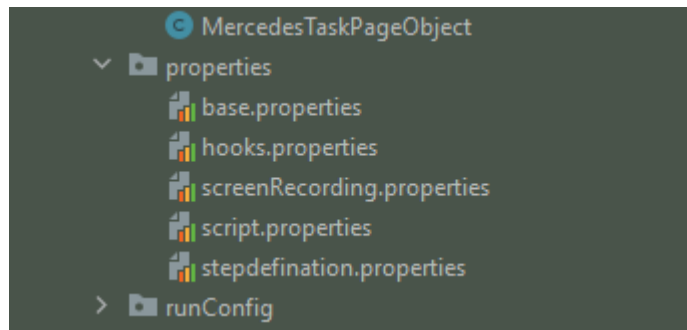 MercedesTaskPageObject
properties
base.properties
hooks.properties
screenRecording.properties
script.properties
stepdefination.properties
runConfig